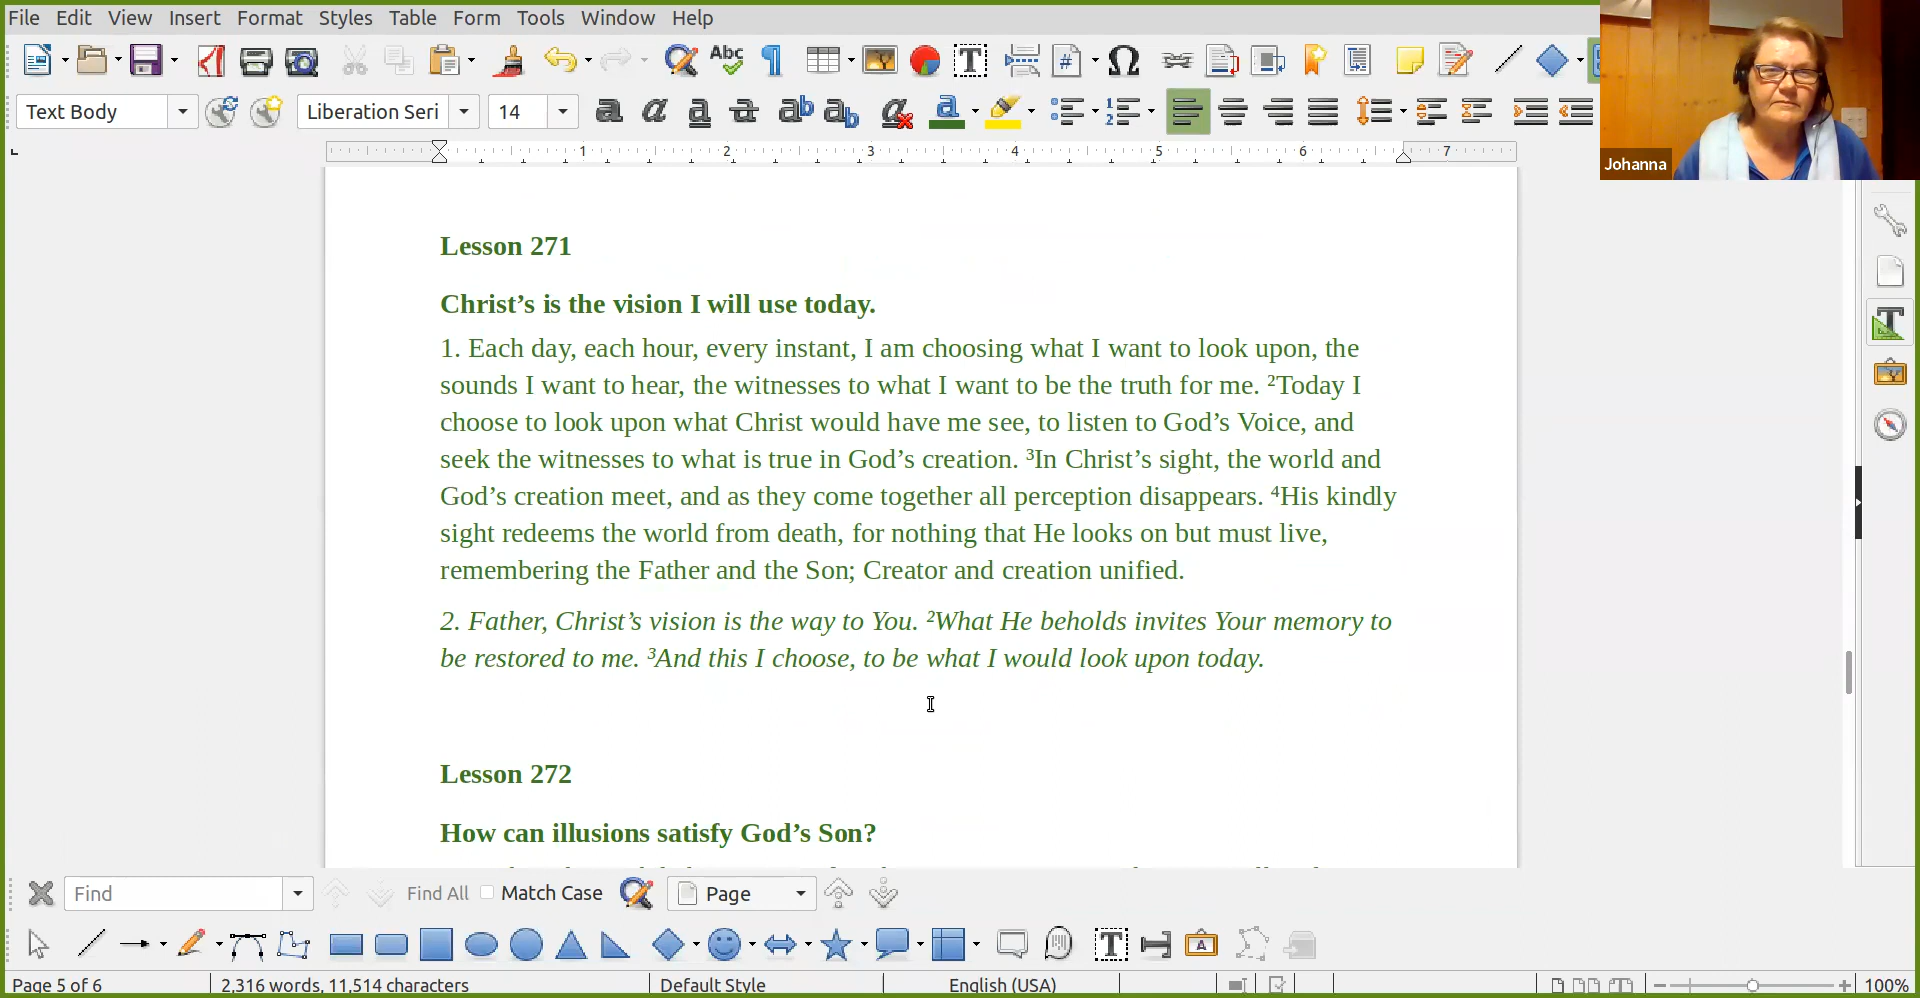 File Edit View Insert Format Styles Table Form Tools Window Help
Text Body Liberation Seri 14
1 2 3 4 5 6 7
Johanna
Lesson 271
Christ’s is the vision I will use today.
1. Each day, each hour, every instant, I am choosing what I want to look upon, the
sounds I want to hear, the witnesses to what I want to be the truth for me. ²Today I
choose to look upon what Christ would have me see, to listen to God’s Voice, and
seek the witnesses to what is true in God’s creation. ³In Christ’s sight, the world and
God’s creation meet, and as they come together all perception disappears. ⁴His kindly
sight redeems the world from death, for nothing that He looks on but must live,
remembering the Father and the Son; Creator and creation unified.
2. Father, Christ’s vision is the way to You. ²What He beholds invites Your memory to
be restored to me. ³And this I choose, to be what I would look upon today.
Lesson 272
How can illusions satisfy God’s Son?
Find Find All Match Case Page
Page 5 of 6 2,316 words, 11,514 characters Default Style English (USA) 100%